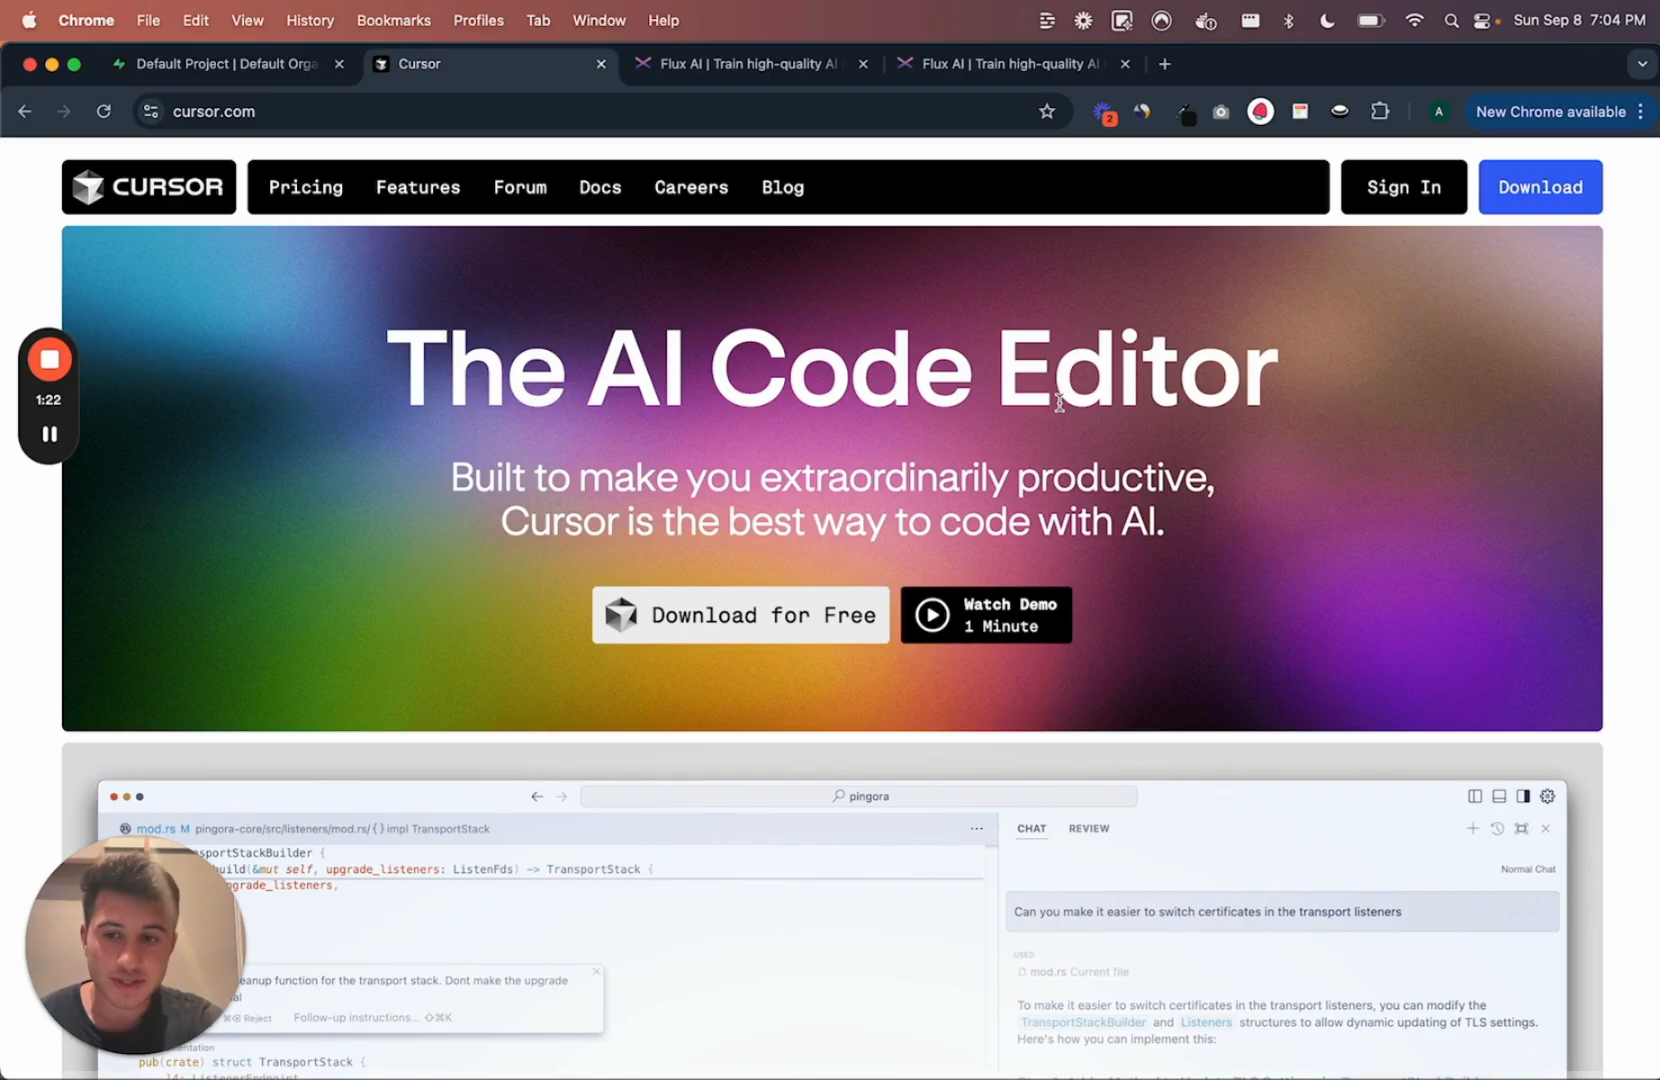 Chrome File Edit View History Bookmarks Profiles Tab Window Help Sun Sep 8 7:04 PM
Default Project | Default Orga
Cursor
Flux AI | Train high-quality AI
Flux AI | Train high-quality AI
cursor.com
2
A
New Chrome available
CURSOR
Pricing Features Forum Docs Careers Blog
Sign In
Download
The AI Code Editor
Built to make you extraordinarily productive,
Cursor is the best way to code with AI.
Download for Free
Watch Demo
1 Minute
1:22
pingora
mod.rs M pingora-core/src/listeners/mod.rs/{} impl TransportStack
sportStackBuilder {
build(&mut self, upgrade_listeners: ListenFds) -> TransportStack {
pgrade_listeners,
eanup function for the transport stack. Dont make the upgrade
al
Reject Follow-up instructions... ⇧⌘K
mentation
pub(crate) struct TransportStack {
l4: ListenerEndpoint
CHAT REVIEW
Normal Chat
Can you make it easier to switch certificates in the transport listeners
USED
mod.rs Current file
To make it easier to switch certificates in the transport listeners, you can modify the
TransportStackBuilder and Listeners structures to allow dynamic updating of TLS settings.
Here's how you can implement this: